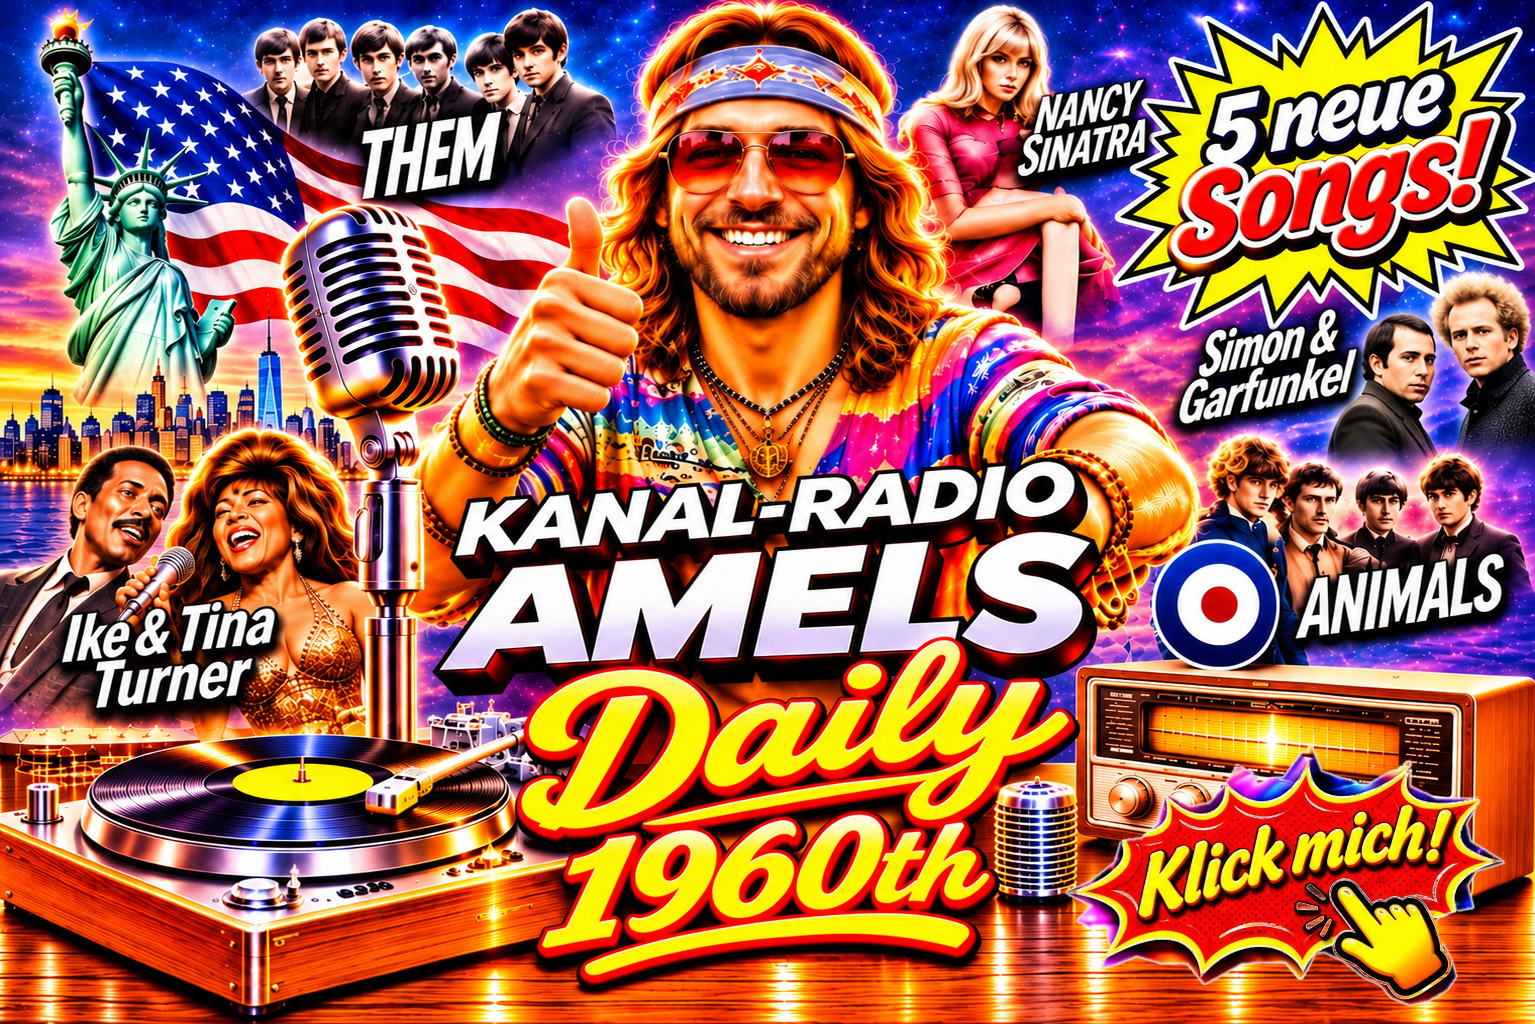 THEM
NANCY
SINATRA
5 neue
Songs!
Simon &
Garfunkel
Ike & Tina
Turner
ANIMALS
KANAL-RADIO
AMELS
Daily
1960th
Klick mich!